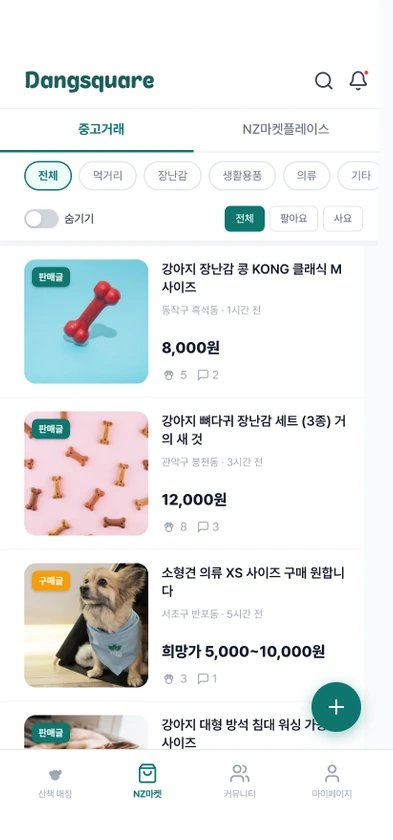 Dangsquare
중고거래 NZ마켓플레이스
전체 먹거리 장난감 생활용품 의류 기타
숨기기 전체 팔아요 사요
판매글
강아지 장난감 콩 KONG 클래식 M
사이즈
동작구 흑석동 · 1시간 전
8,000원
5 2
판매글
강아지 뼈다귀 장난감 세트 (3종) 거
의 새 것
관악구 봉천동 · 3시간 전
12,000원
8 3
구매글
소형견 의류 XS 사이즈 구매 원합니
다
서초구 반포동 · 5시간 전
희망가 5,000~10,000원
3 1
판매글
강아지 대형 방석 침대 워싱
사이즈
산책 매칭 NZ마켓 커뮤니티 마이페이지